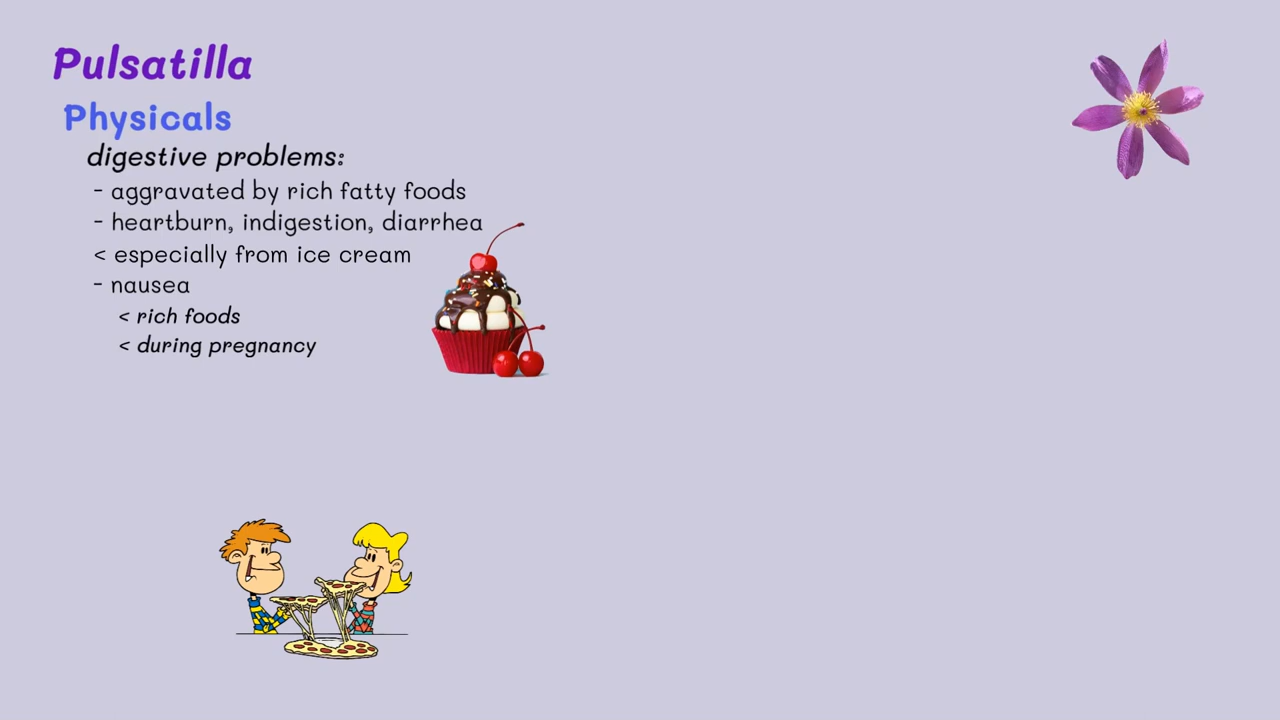 Pulsatilla
Physicals
digestive problems:
- aggravated by rich fatty foods
- heartburn, indigestion, diarrhea
< especially from ice cream
- nausea
< rich foods
< during pregnancy